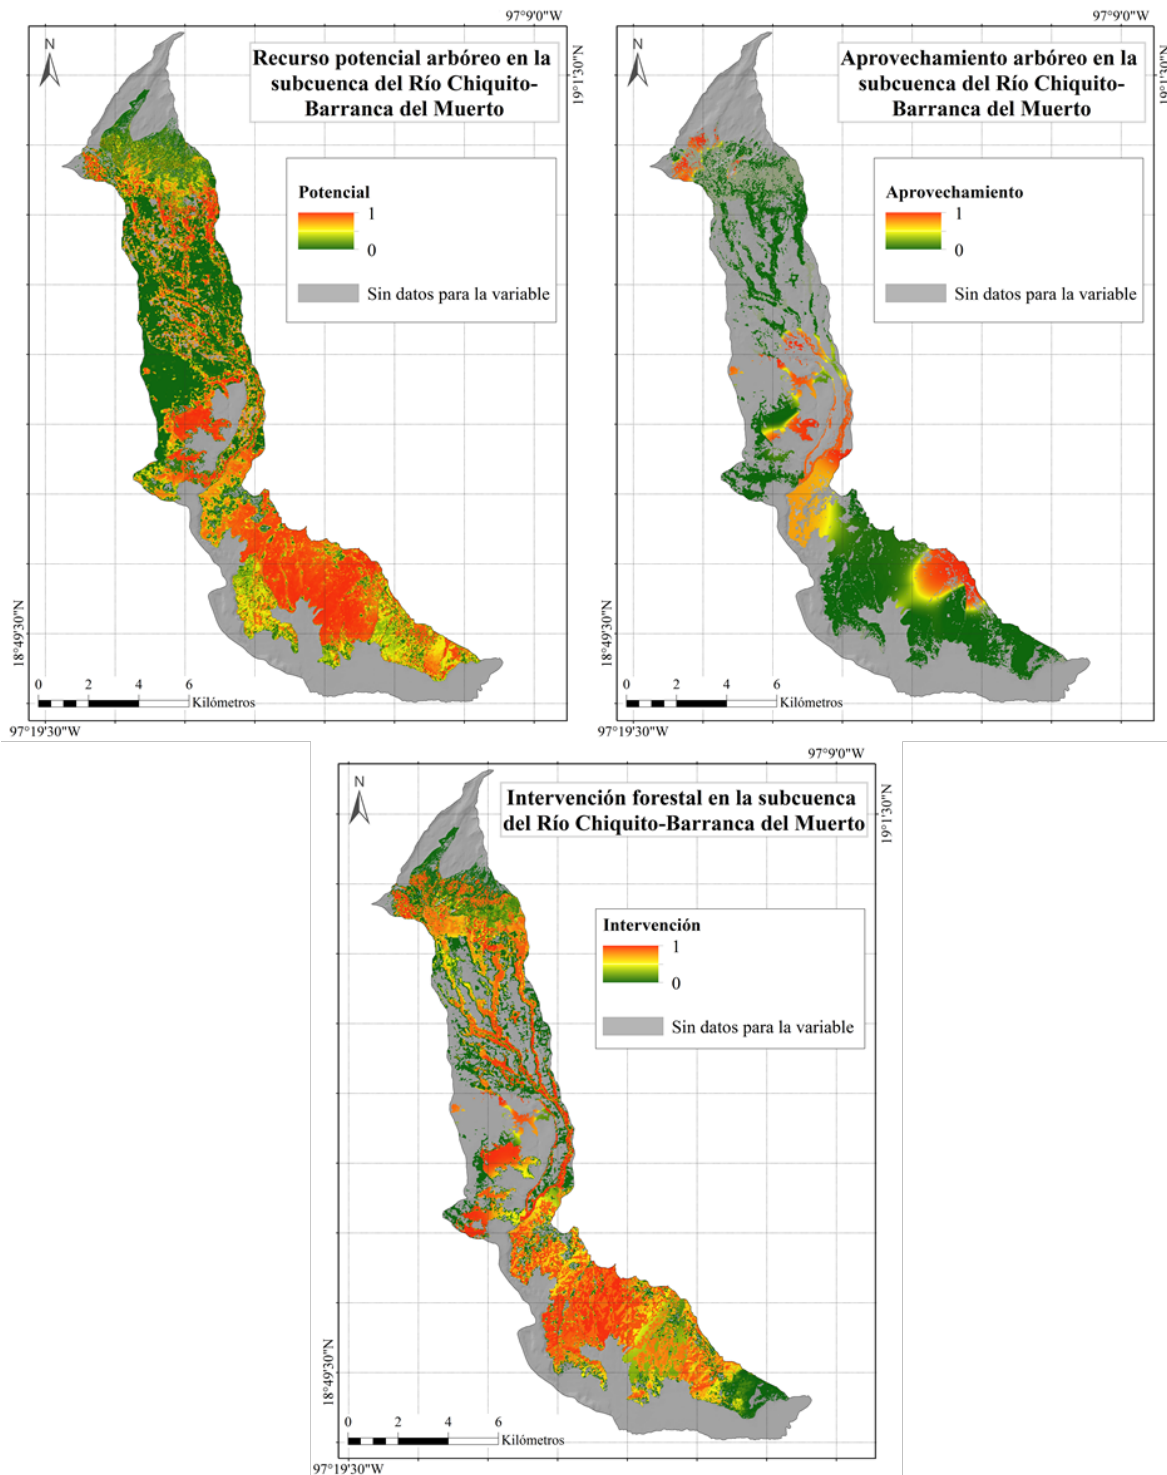 97°9'0"W
N
Recurso potencial arbóreo en la
subcuenca del Río Chiquito-
Barranca del Muerto
19°1'30"N
Potencial
1
0
Sin datos para la variable
18°49'30"N
0 2 4 6
Kilómetros
97°19'30"W
97°9'0"W
N
Aprovechamiento arbóreo en la
subcuenca del Río Chiquito-
Barranca del Muerto
19°1'30"N
Aprovechamiento
1
0
Sin datos para la variable
18°49'30"N
0 2 4 6
Kilómetros
97°19'30"W
97°9'0"W
N
Intervención forestal en la subcuenca
del Río Chiquito-Barranca del Muerto
19°1'30"N
Intervención
1
0
Sin datos para la variable
18°49'30"N
0 2 4 6
Kilómetros
97°19'30"W